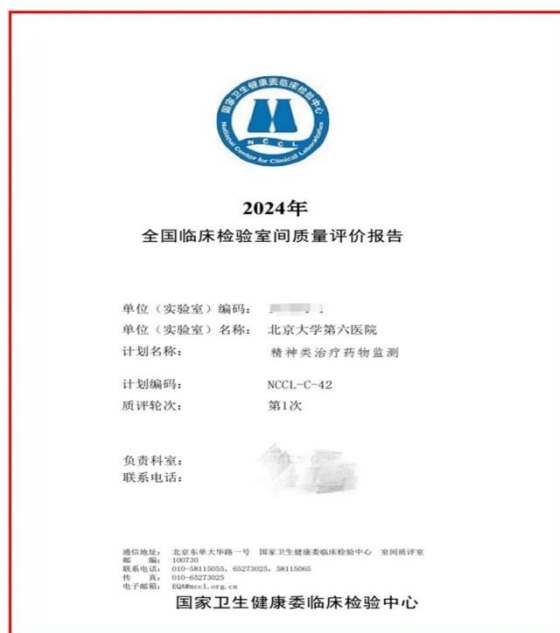 国家卫生健康委临床检验中心
NCCL
National Center for Clinical Laboratories
2024年
全国临床检验室间质量评价报告
单位（实验室）编码：
单位（实验室）名称： 北京大学第六医院
计划名称： 精神类治疗药物监测
计划编码： NCCL-C-42
质评轮次： 第1次
负责科室：
联系电话：
通信地址： 北京东单大华路一号 国家卫生健康委临床检验中心 室间质评室
邮 编： 100730
联系电话： 010-58115055，65273025，58115065
传 真： 010-65273025
电子邮箱： EQA@nccl.org.cn
国家卫生健康委临床检验中心